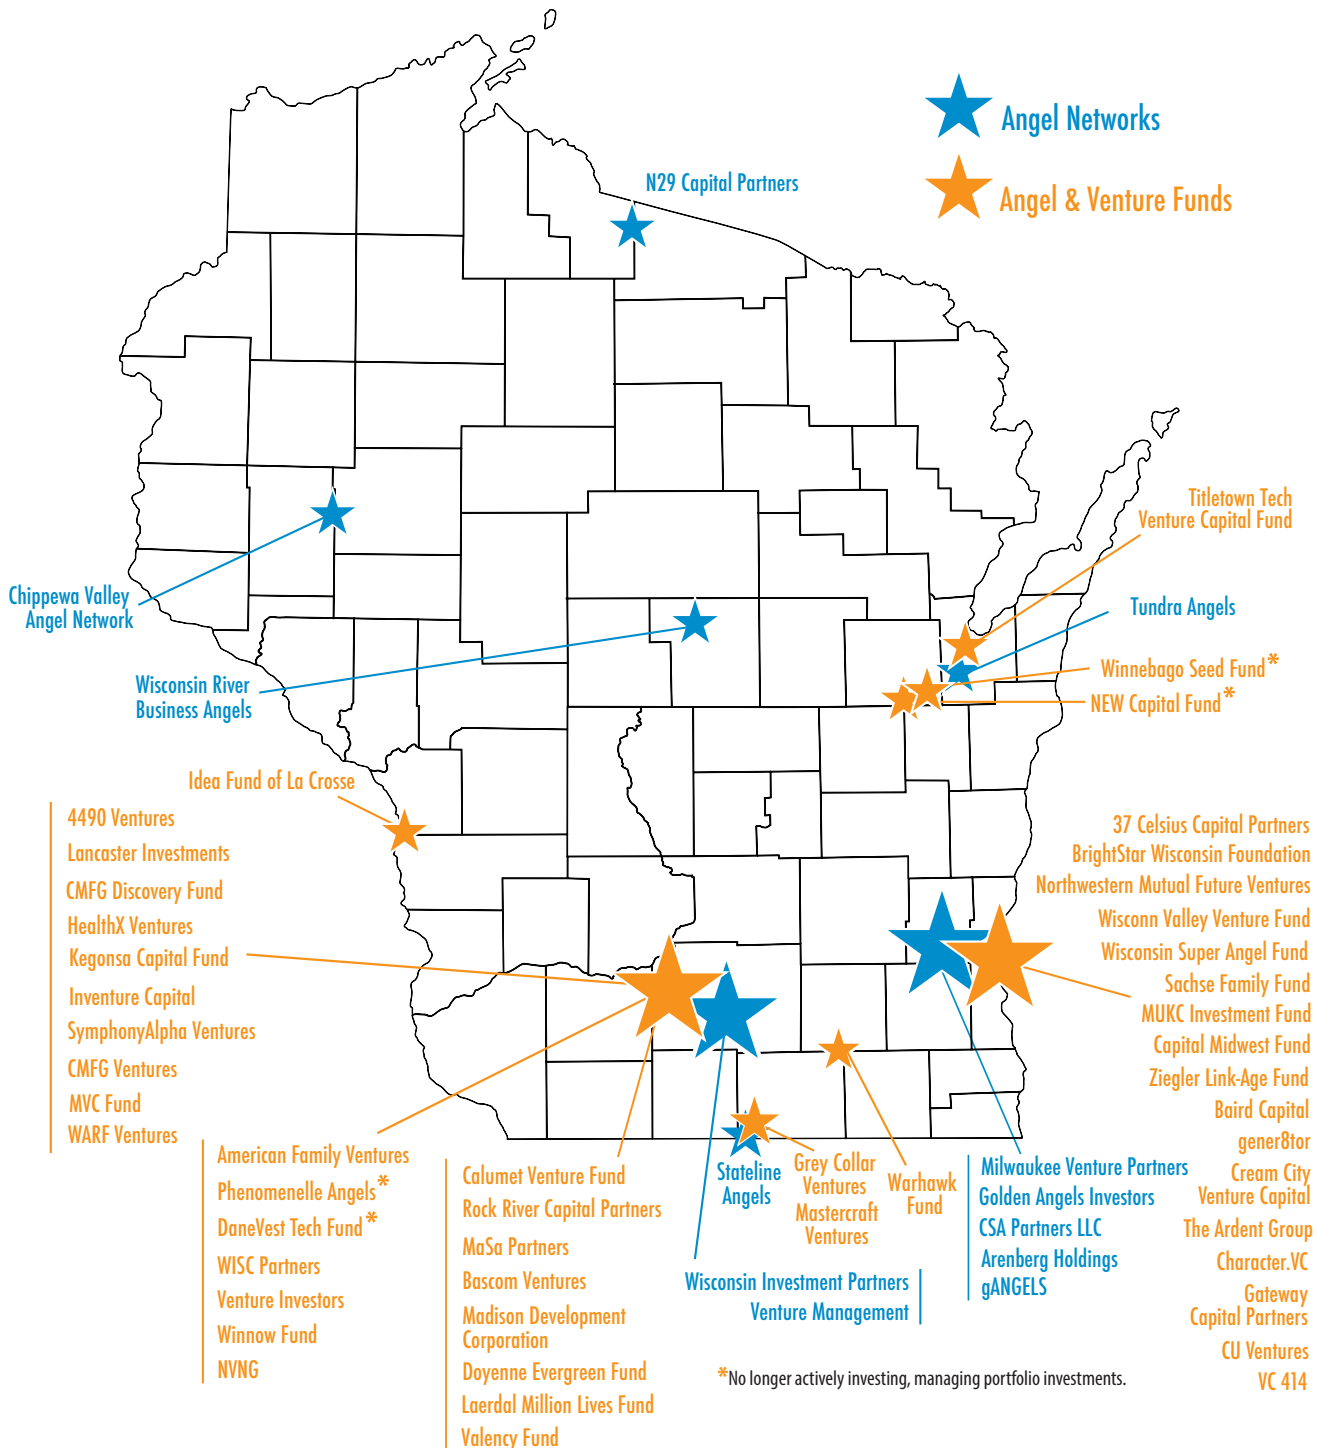 Angel Networks
Angel & Venture Funds
N29 Capital Partners
Titletown Tech
Venture Capital Fund
Chippewa Valley
Angel Network
Tundra Angels
Winnebago Seed Fund*
NEW Capital Fund*
Wisconsin River
Business Angels
Idea Fund of La Crosse
4490 Ventures
Lancaster Investments
CMFG Discovery Fund
HealthX Ventures
Kegonsa Capital Fund
Inventure Capital
SymphonyAlpha Ventures
CMFG Ventures
MVC Fund
WARF Ventures
American Family Ventures
Phenomenelle Angels*
DaneVest Tech Fund*
WISC Partners
Venture Investors
Winnow Fund
NVNG
Calumet Venture Fund
Rock River Capital Partners
MaSa Partners
Bascom Ventures
Madison Development
Corporation
Doyenne Evergreen Fund
Laerdal Million Lives Fund
Valency Fund
Stateline
Angels
Grey Collar
Ventures
Mastercraft
Ventures
Warhawk
Fund
Wisconsin Investment Partners
Venture Management
Milwaukee Venture Partners
Golden Angels Investors
CSA Partners LLC
Arenberg Holdings
gANGELS
37 Celsius Capital Partners
BrightStar Wisconsin Foundation
Northwestern Mutual Future Ventures
Wisconn Valley Venture Fund
Wisconsin Super Angel Fund
Sachse Family Fund
MUKC Investment Fund
Capital Midwest Fund
Ziegler Link-Age Fund
Baird Capital
gener8tor
Cream City
Venture Capital
The Ardent Group
Character.VC
Gateway
Capital Partners
CU Ventures
VC 414
*No longer actively investing, managing portfolio investments.